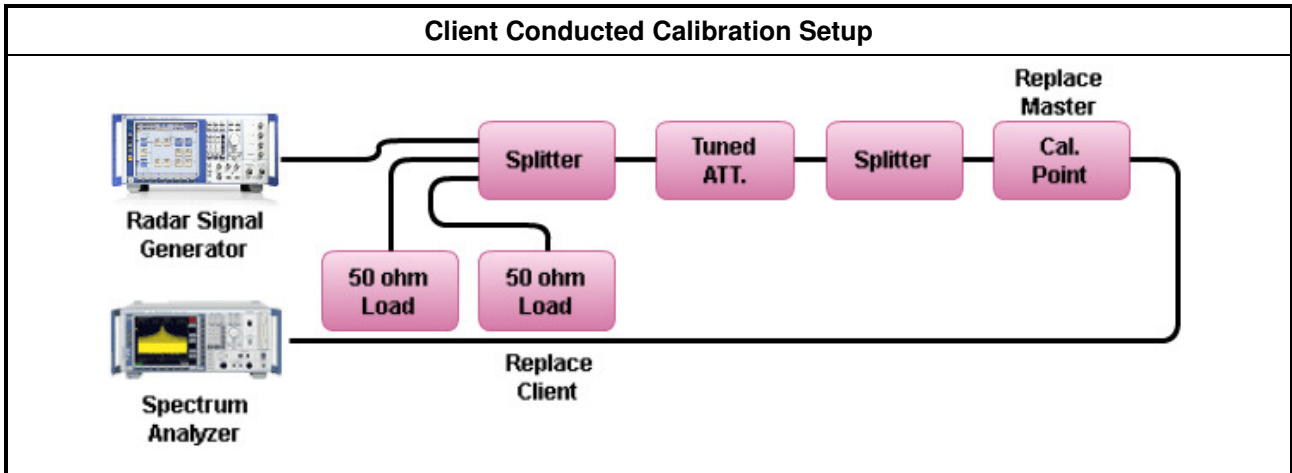 Client Conducted Calibration Setup
Replace
Master
Splitter
Tuned
ATT.
Splitter
Cal.
Point
Radar Signal
Generator
50 ohm
Load
50 ohm
Load
Replace
Client
Spectrum
Analyzer